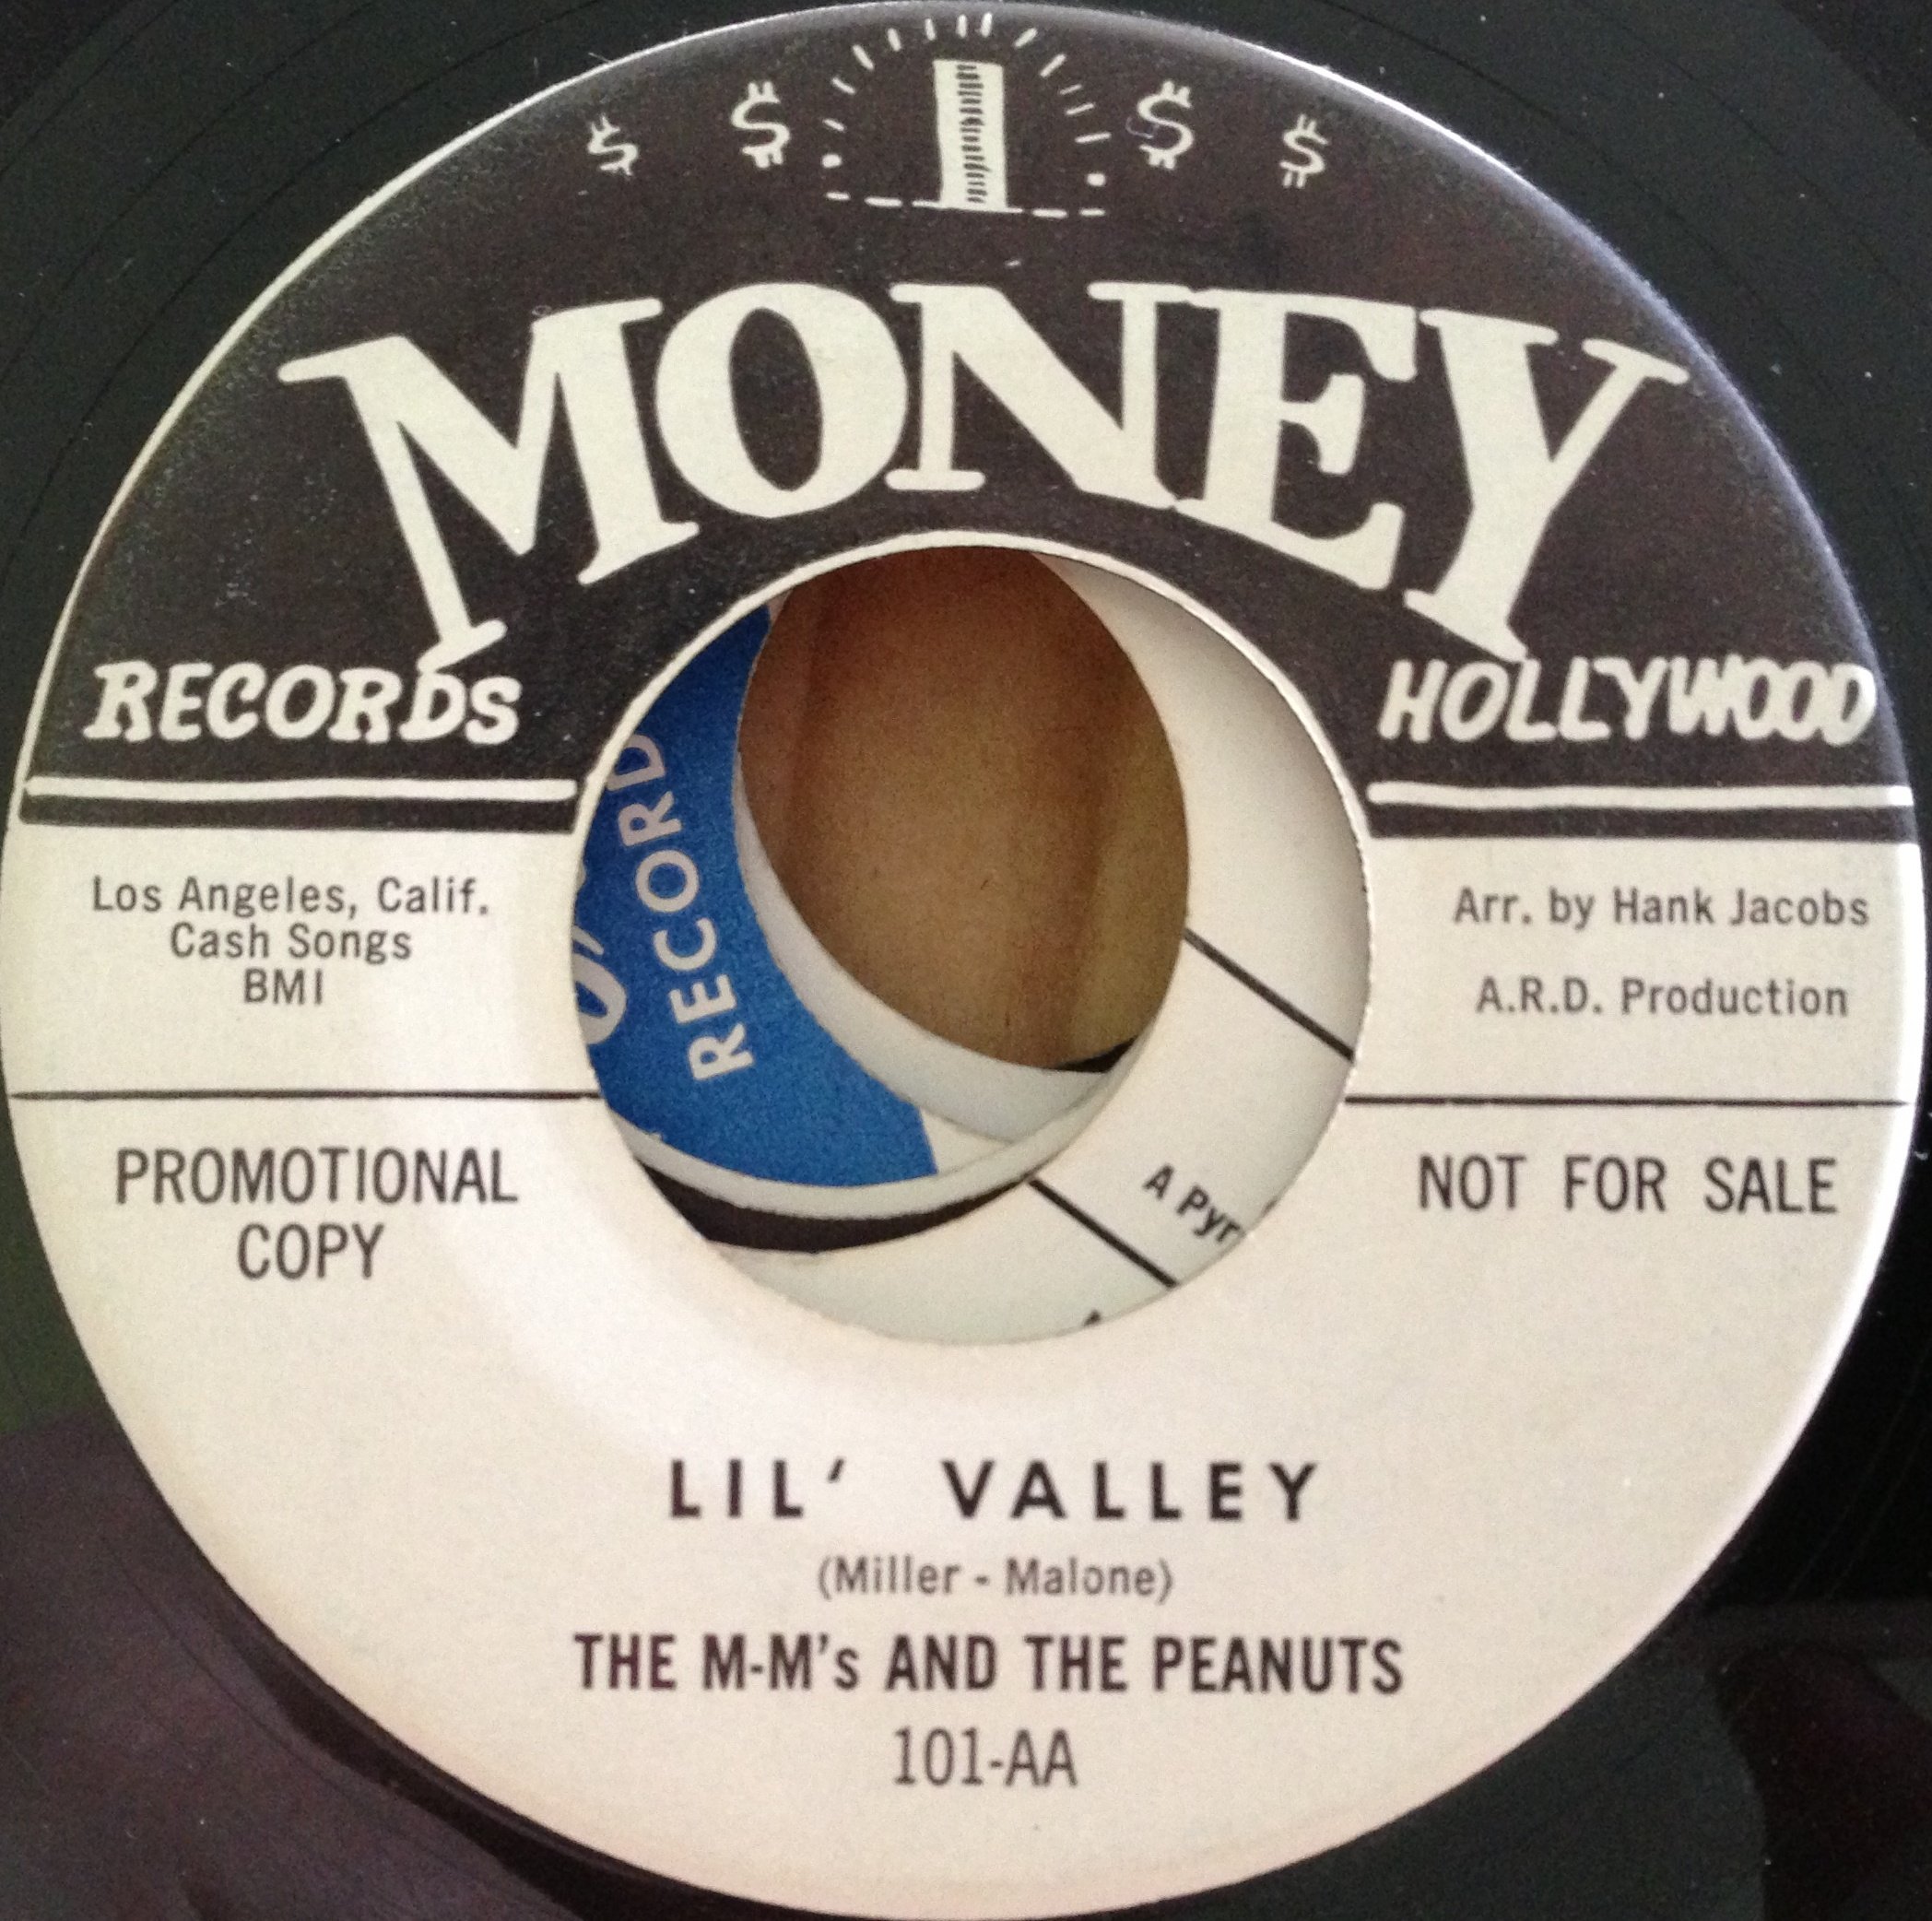 $ $ 1 $ $
MONEY
RECORDS
HOLLYWOOD
Los Angeles, Calif.
Cash Songs
BMI
Arr. by Hank Jacobs
A.R.D. Production
PROMOTIONAL
COPY
NOT FOR SALE
RECORD
A Pyr
LIL' VALLEY
(Miller - Malone)
THE M-M's AND THE PEANUTS
101-AA